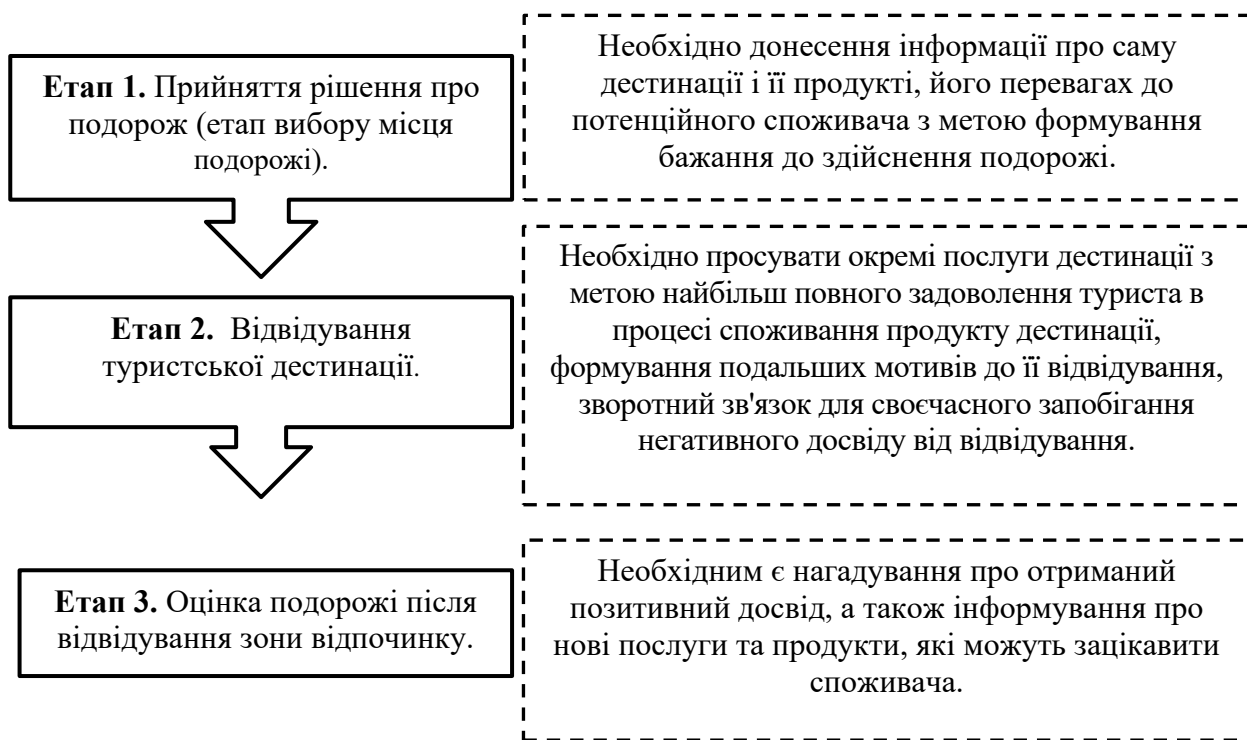 Етап 1. Прийняття рішення про
подорож (етап вибору місця
подорожі).
Необхідно донесення інформації про саму
дестинації і її продукті, його перевагах до
потенційного споживача з метою формування
бажання до здійснення подорожі.
Етап 2. Відвідування
туристської дестинації.
Необхідно просувати окремі послуги дестинації з
метою найбільш повного задоволення туриста в
процесі споживання продукту дестинації,
формування подальших мотивів до її відвідування,
зворотний зв'язок для своєчасного запобігання
негативного досвіду від відвідування.
Етап 3. Оцінка подорожі після
відвідування зони відпочинку.
Необхідним є нагадування про отриманий
позитивний досвід, а також інформування про
нові послуги та продукти, які можуть зацікавити
споживача.